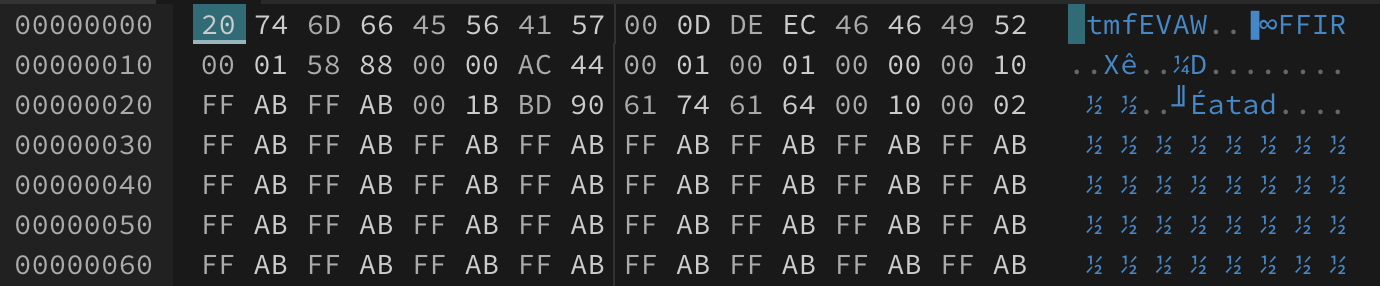 00000000 20 74 6D 66 45 56 41 57 00 0D DE EC 46 46 49 52 tmfEVAW..▐∞FFIR
00000010 00 01 58 88 00 00 AC 44 00 01 00 01 00 00 00 10 ..Xê..¼D........
00000020 FF AB FF AB 00 1B BD 90 61 74 61 64 00 10 00 02 ½ ½..╜Éatad....
00000030 FF AB FF AB FF AB FF AB FF AB FF AB FF AB FF AB ½ ½ ½ ½ ½ ½ ½ ½
00000040 FF AB FF AB FF AB FF AB FF AB FF AB FF AB FF AB ½ ½ ½ ½ ½ ½ ½ ½
00000050 FF AB FF AB FF AB FF AB FF AB FF AB FF AB FF AB ½ ½ ½ ½ ½ ½ ½ ½
00000060 FF AB FF AB FF AB FF AB FF AB FF AB FF AB FF AB ½ ½ ½ ½ ½ ½ ½ ½